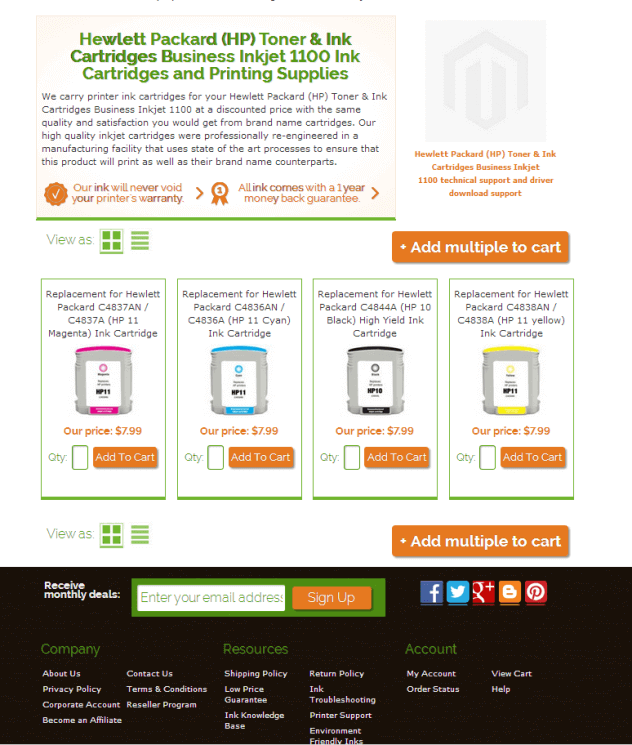 Hewlett Packard (HP) Toner & Ink
Cartridges Business Inkjet 1100 Ink
Cartridges and Printing Supplies
We carry printer ink cartridges for your Hewlett Packard (HP) Toner & Ink
Cartridges Business Inkjet 1100 at a discounted price with the same
quality and satisfaction you would get from brand name cartridges. Our
high quality inkjet cartridges were professionally re-engineered in a
manufacturing facility that uses state of the art processes to ensure that
this product will print as well as their brand name counterparts.
Our ink will never void
your printer's warranty.
1
All ink comes with a 1 year
money back guarantee.
Hewlett Packard (HP) Toner & Ink
Cartridges Business Inkjet
1100 technical support and driver
download support
View as:
+ Add multiple to cart
Replacement for Hewlett
Packard C4837AN /
C4837A (HP 11
Magenta) Ink Cartridge
HP11
Our price: $7.99
Qty:
Add To Cart
Replacement for Hewlett
Packard C4836AN /
C4836A (HP 11 Cyan)
Ink Cartridge
HP11
Our price: $7.99
Qty:
Add To Cart
Replacement for Hewlett
Packard C4844A (HP 10
Black) High Yield Ink
Cartridge
HP10
Our price: $7.99
Qty:
Add To Cart
Replacement for Hewlett
Packard C4838AN /
C4838A (HP 11 yellow)
Ink Cartridge
HP11
Our price: $7.99
Qty:
Add To Cart
View as:
+ Add multiple to cart
Receive
monthly deals:
Enter your email address
Sign Up
Company
About Us
Privacy Policy
Corporate Account
Become an Affiliate
Contact Us
Terms & Conditions
Reseller Program
Resources
Shipping Policy
Low Price
Guarantee
Ink Knowledge
Base
Return Policy
Ink
Troubleshooting
Printer Support
Environment
Friendly Inks
Account
My Account
Order Status
View Cart
Help